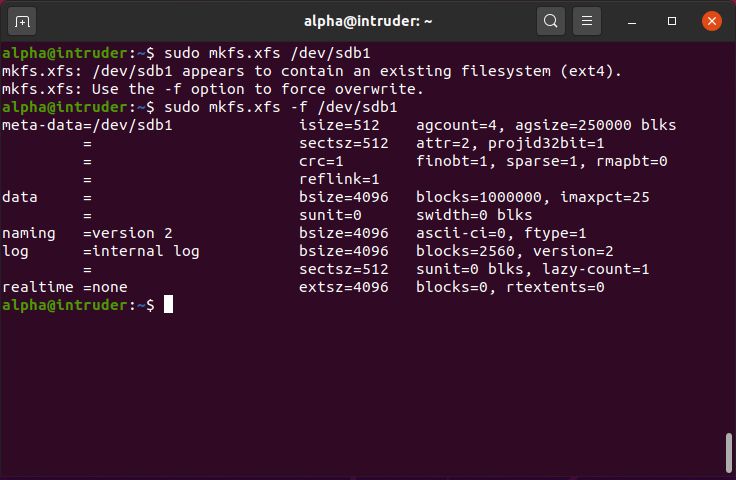 alpha@intruder: ~
alpha@intruder:~$ sudo mkfs.xfs /dev/sdb1
mkfs.xfs: /dev/sdb1 appears to contain an existing filesystem (ext4).
mkfs.xfs: Use the -f option to force overwrite.
alpha@intruder:~$ sudo mkfs.xfs -f /dev/sdb1
meta-data=/dev/sdb1              isize=512    agcount=4, agsize=250000 blks
         =                       sectsz=512   attr=2, projid32bit=1
         =                       crc=1        finobt=1, sparse=1, rmapbt=0
         =                       reflink=1
data     =                       bsize=4096   blocks=1000000, imaxpct=25
         =                       sunit=0      swidth=0 blks
naming   =version 2              bsize=4096   ascii-ci=0, ftype=1
log      =internal log           bsize=4096   blocks=2560, version=2
         =                       sectsz=512   sunit=0 blks, lazy-count=1
realtime =none                   extsz=4096   blocks=0, rtextents=0
alpha@intruder:~$